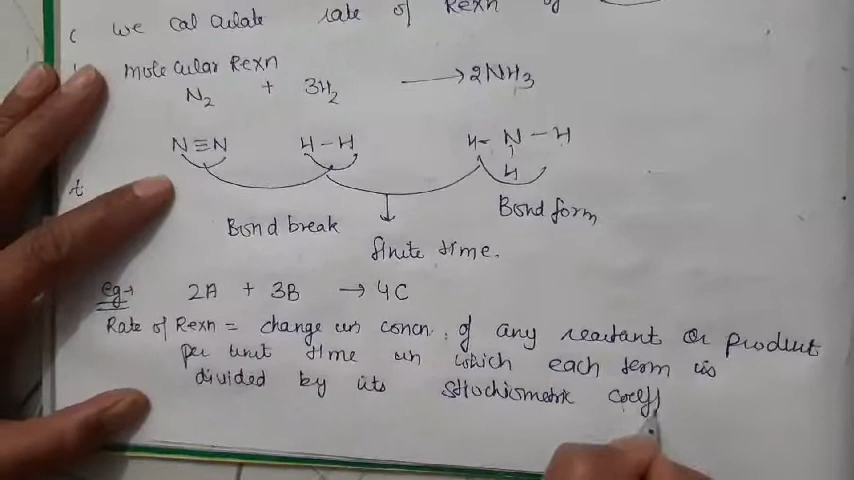 we calculate rate of Rexn of
molecular Rexn
N2 + 3H2 → 2NH3
N≡N H-H H-N-H
H
Bond break Bond form
finite time.
eg→ 2A + 3B → 4C
Rate of Rexn = change in concn. of any reactant or product
per unit time in which each term is
divided by its stiochiometric coeff